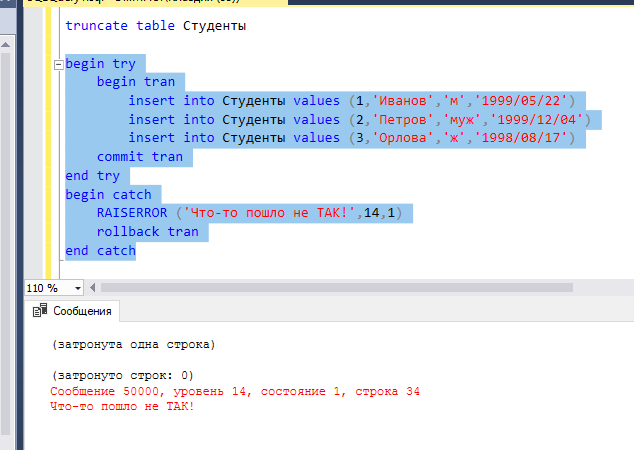 truncate table Студенты
begin try
begin tran
insert into Студенты values (1,'Иванов','м','1999/05/22')
insert into Студенты values (2,'Петров','муж','1999/12/04')
insert into Студенты values (3,'Орлова','ж','1998/08/17')
commit tran
end try
begin catch
RAISERROR ('Что-то пошло не ТАК!',14,1)
rollback tran
end catch
110 %
Сообщения
(затронута одна строка)
(затронуто строк: 0)
Сообщение 50000, уровень 14, состояние 1, строка 34
Что-то пошло не ТАК!